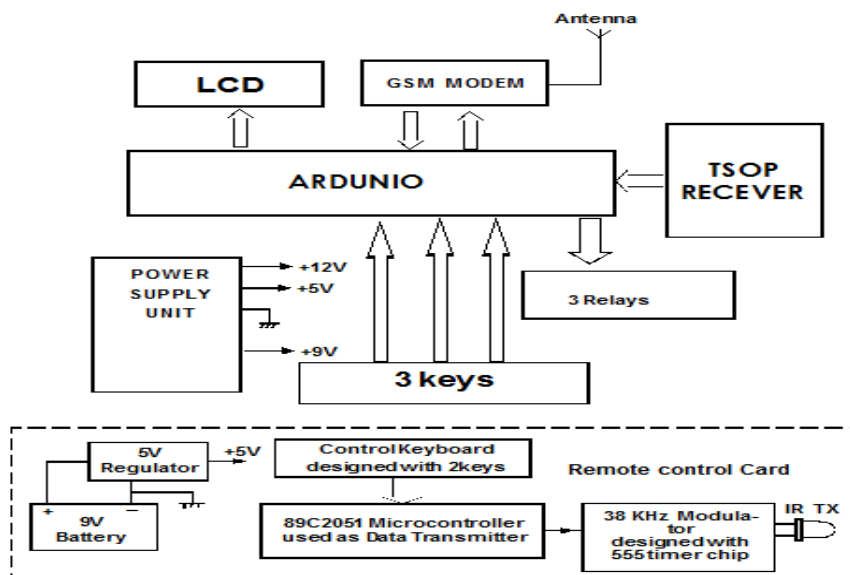 Antenna
LCD
GSM MODEM
ARDUNIO
TSOP
RECEVER
POWER
SUPPLY
UNIT
+12V
+5V
+9V
3 Relays
3 keys
5V
Regulator
+5V
+ −
9V
Battery
Control Keyboard
designed with 2keys
Remote control Card
89C2051 Microcontroller
used as Data Transmitter
38 KHz Modula-
tor
designed with
555 timer chip
IR TX